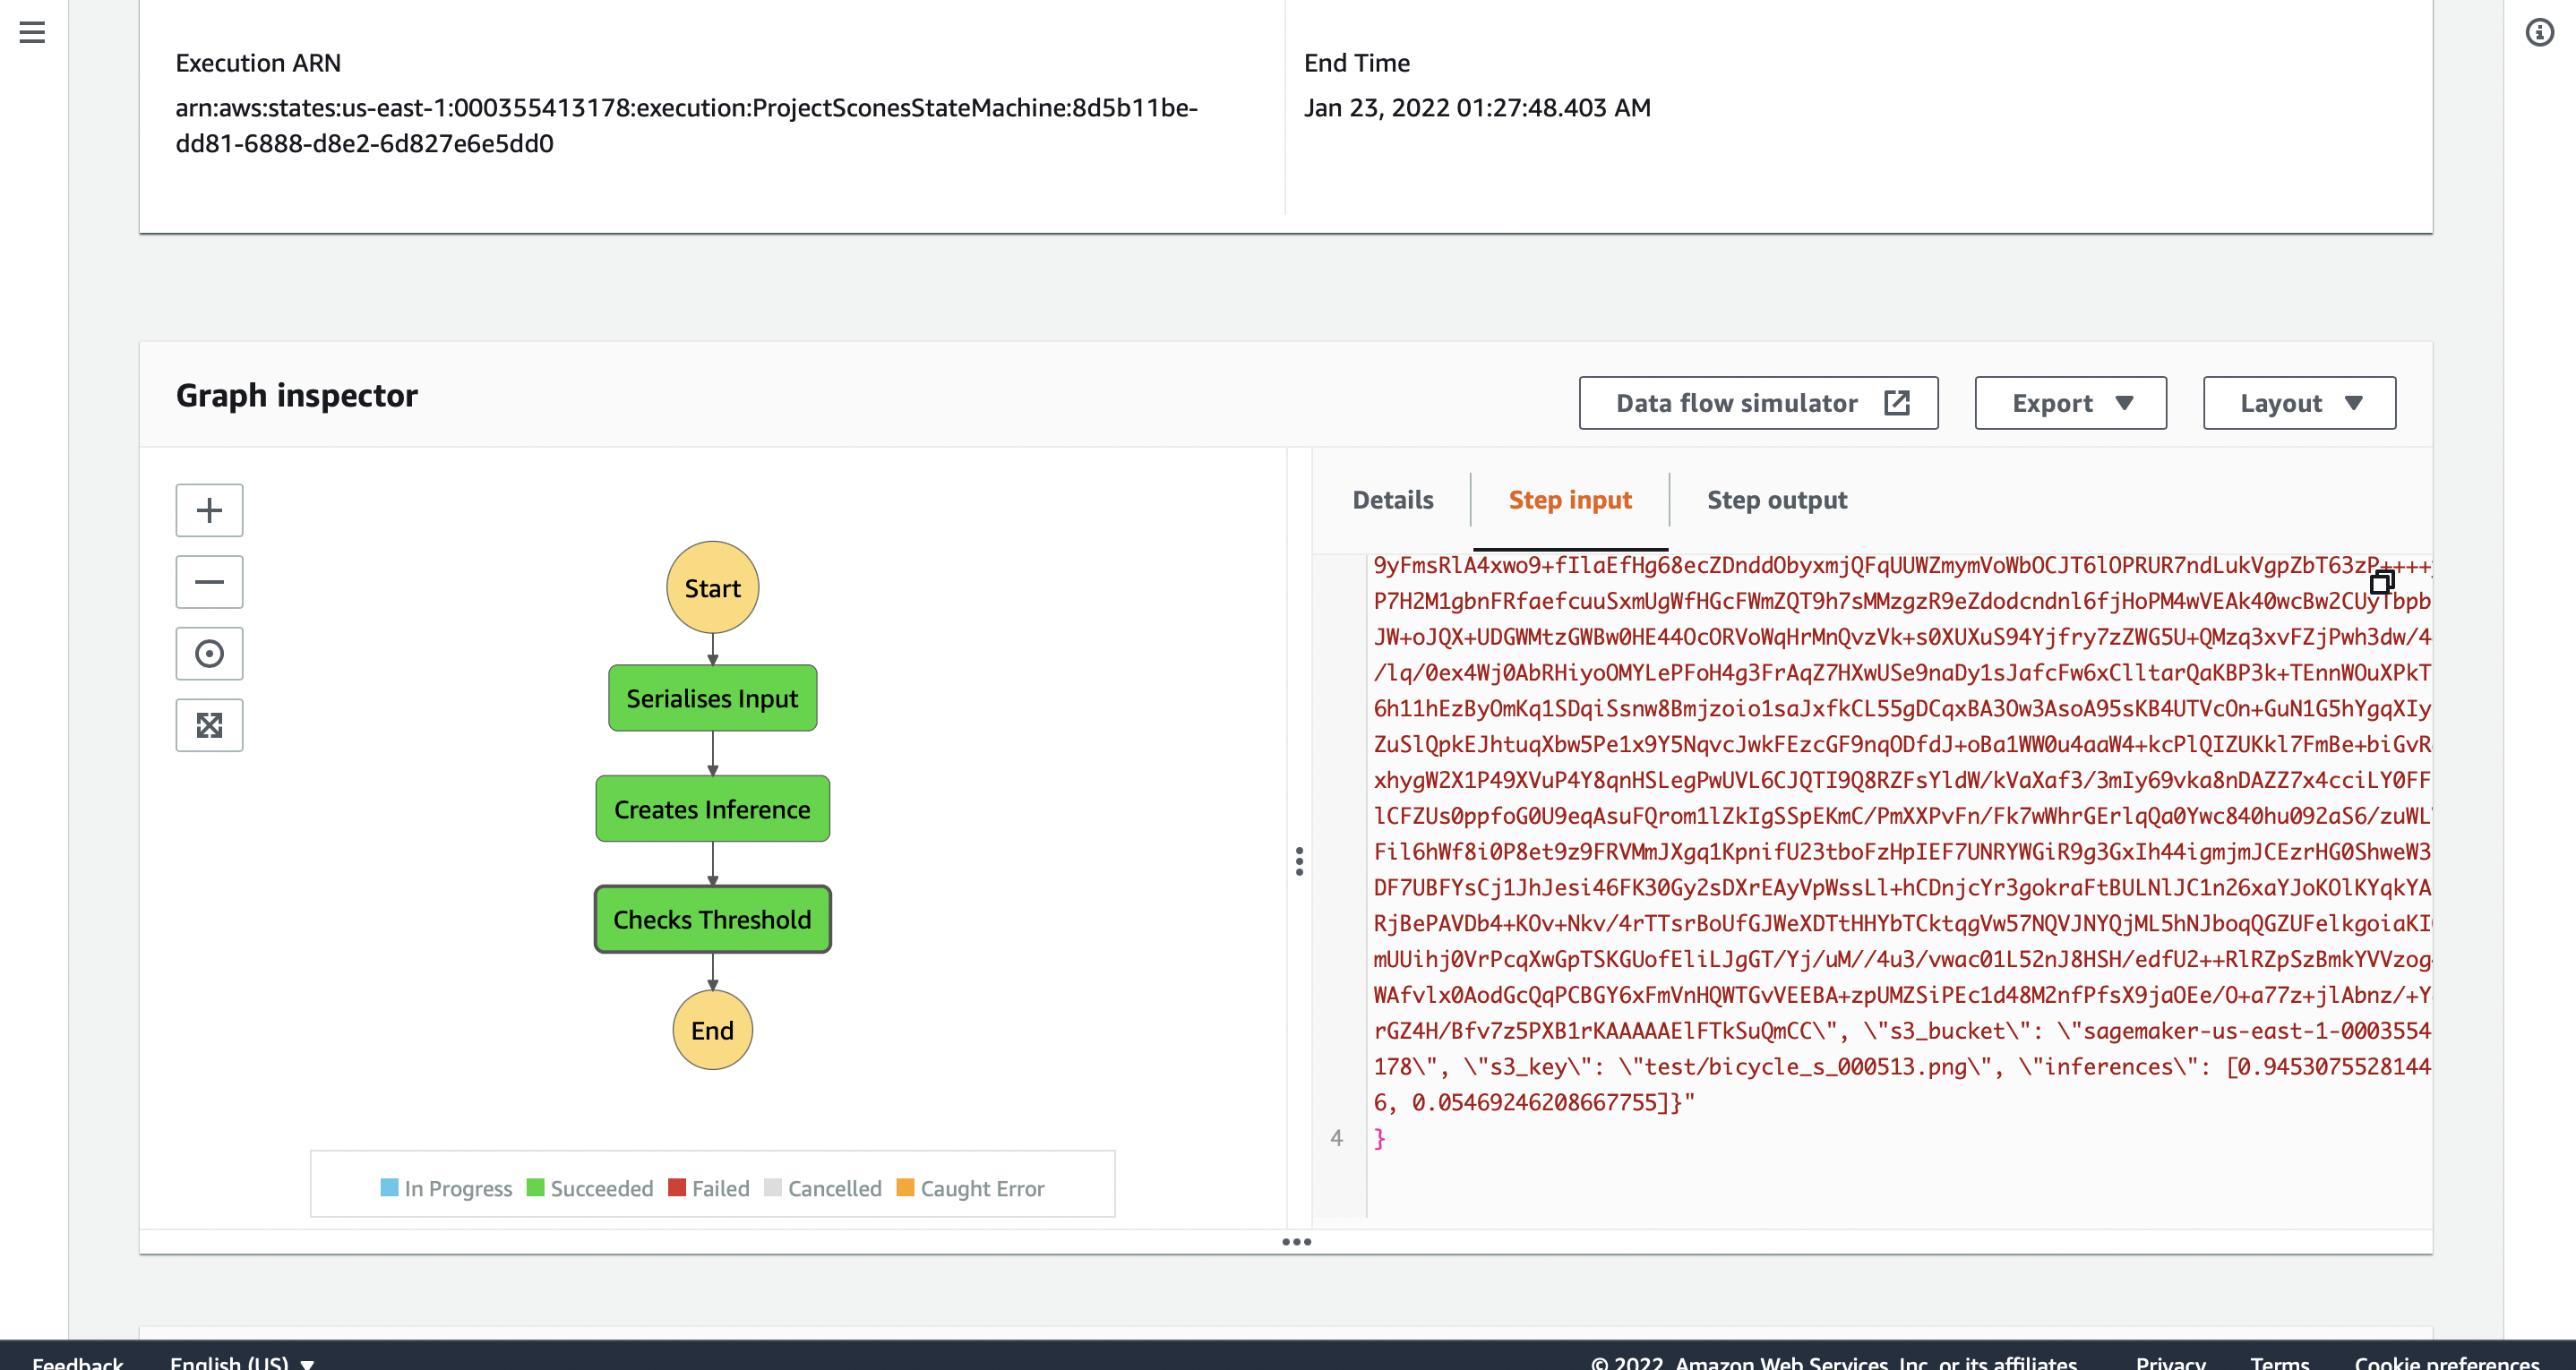 Execution ARN
arn:aws:states:us-east-1:000355413178:execution:ProjectSconesStateMachine:8d5b11be-
dd81-6888-d8e2-6d827e6e5dd0
End Time
Jan 23, 2022 01:27:48.403 AM
Graph inspector
Data flow simulator
Export
Layout
Start
Serialises Input
Creates Inference
Checks Threshold
End
In Progress
Succeeded
Failed
Cancelled
Caught Error
Details
Step input
Step output
9yFmsRlA4xwo9+fIlaEfHg68ecZDnddObyxmjQFqUUWZmymVoWbOCJT6lOPRUR7ndLukVgpZbT63zP++++
P7H2M1gbnFRfaefcuuSxmUgWfHGcFWmZQT9h7sMMzgzR9eZdodcndnl6fjHoPM4wVEAk40wcBw2CUyTbpb
JW+oJQX+UDGWMtzGWBw0HE44OcORVoWqHrMnQvzVk+s0XUXuS94Yjfry7zZWG5U+QMzq3xvFZjPwh3dw/4
/lq/0ex4Wj0AbRHiyoOMYLePFoH4g3FrAqZ7HXwUSe9naDy1sJafcFw6xClltarQaKBP3k+TEnnWOuXPkT
6h11hEzByOmKq1SDqiSsnw8Bmjzoio1saJxfkCL55gDCqxBA3Ow3AsoA95sKB4UTVcOn+GuN1G5hYgqXIy
ZuSlQpkEJhtuqXbw5Pe1x9Y5NqvcJwkFEzcGF9nqODfdJ+oBa1WW0u4aaW4+kcPlQIZUKkl7FmBe+biGvR
xhygW2X1P49XVuP4Y8qnHSLegPwUVL6CJQTI9Q8RZFsYldW/kVaXaf3/3mIy69vka8nDAZZ7x4cciLY0FF
lCFZUs0ppfoG0U9eqAsuFQrom1lZkIgSSpEKmC/PmXXPvFn/Fk7wWhrGErlqQa0Ywc840hu092aS6/zuWL
Fil6hWf8i0P8et9z9FRVMmJXgq1KpnifU23tboFzHpIEF7UNRYWGiR9g3GxIh44igmjmJCEzrHG0ShweW3
DF7UBFYsCj1JhJesi46FK30Gy2sDXrEAyVpWssLl+hCDnjcYr3gokraFtBULNlJC1n26xaYJoKOlKYqkYA
RjBePAVDb4+KOv+Nkv/4rTTsrBoUfGJWeXDTtHHYbTCktqgVw57NQVJNYQjML5hNJboqQGZUFelkgoiaKI
mUUihj0VrPcqXwGpTSKGUofEliLJgGT/Yj/uM//4u3/vwac01L52nJ8HSH/edfU2++RlRZpSzBmkYVVzog
WAfvlx0AodGcQqPCBGY6xFmVnHQWTGvVEEBA+zpUMZSiPEc1d48M2nfPfsX9jaOEe/O+a77z+jlAbnz/+Y
rGZ4H/Bfv7z5PXB1rKAAAAAElFTkSuQmCC\", \"s3_bucket\": \"sagemaker-us-east-1-0003554
178\", \"s3_key\": \"test/bicycle_s_000513.png\", \"inferences\": [0.9453075528144
6, 0.05469246208667755]}"
4 }
Feedback
English (US)
© 2022, Amazon Web Services, Inc. or its affiliates.
Privacy
Terms
Cookie preferences